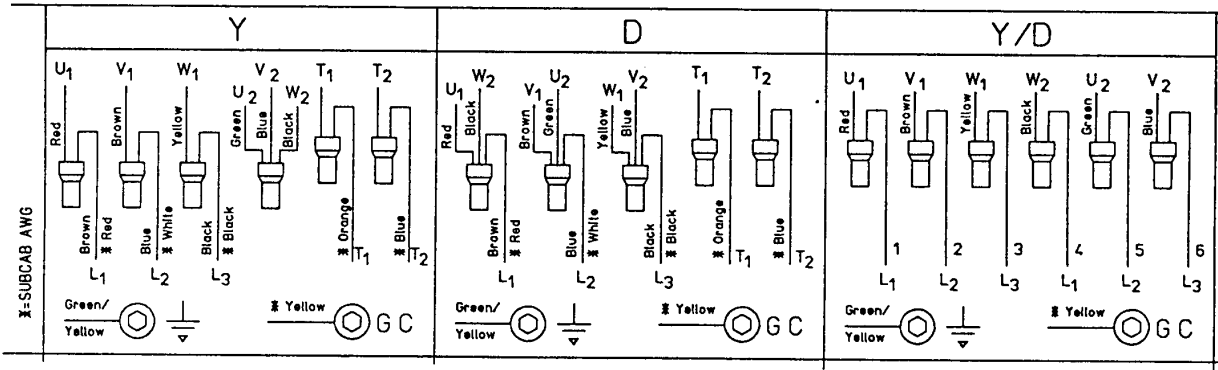 Y
D
Y/D
U1 V1 W1 V2 T1 T2
U2 W2
Red
Brown
Yellow
Green
Blue
Black
Brown
* Red
Blue
* White
Black
* Black
* Orange
T1
* Blue
T2
L1 L2 L3
Green/
Yellow
* Yellow
G C
U1 W2 V1 U2 W1 V2 T1 T2
Red
Black
Brown
Green
Yellow
Blue
Brown
* Red
Blue
* White
Black
* Black
* Orange
T1
* Blue
T2
L1 L2 L3
Green/
Yellow
* Yellow
G C
U1 V1 W1 W2 U2 V2
Red
Brown
Yellow
Black
Green
Blue
1 2 3 4 5 6
L1 L2 L3 L1 L2 L3
Green/
Yellow
* Yellow
G C
*=SUBCAB AWG